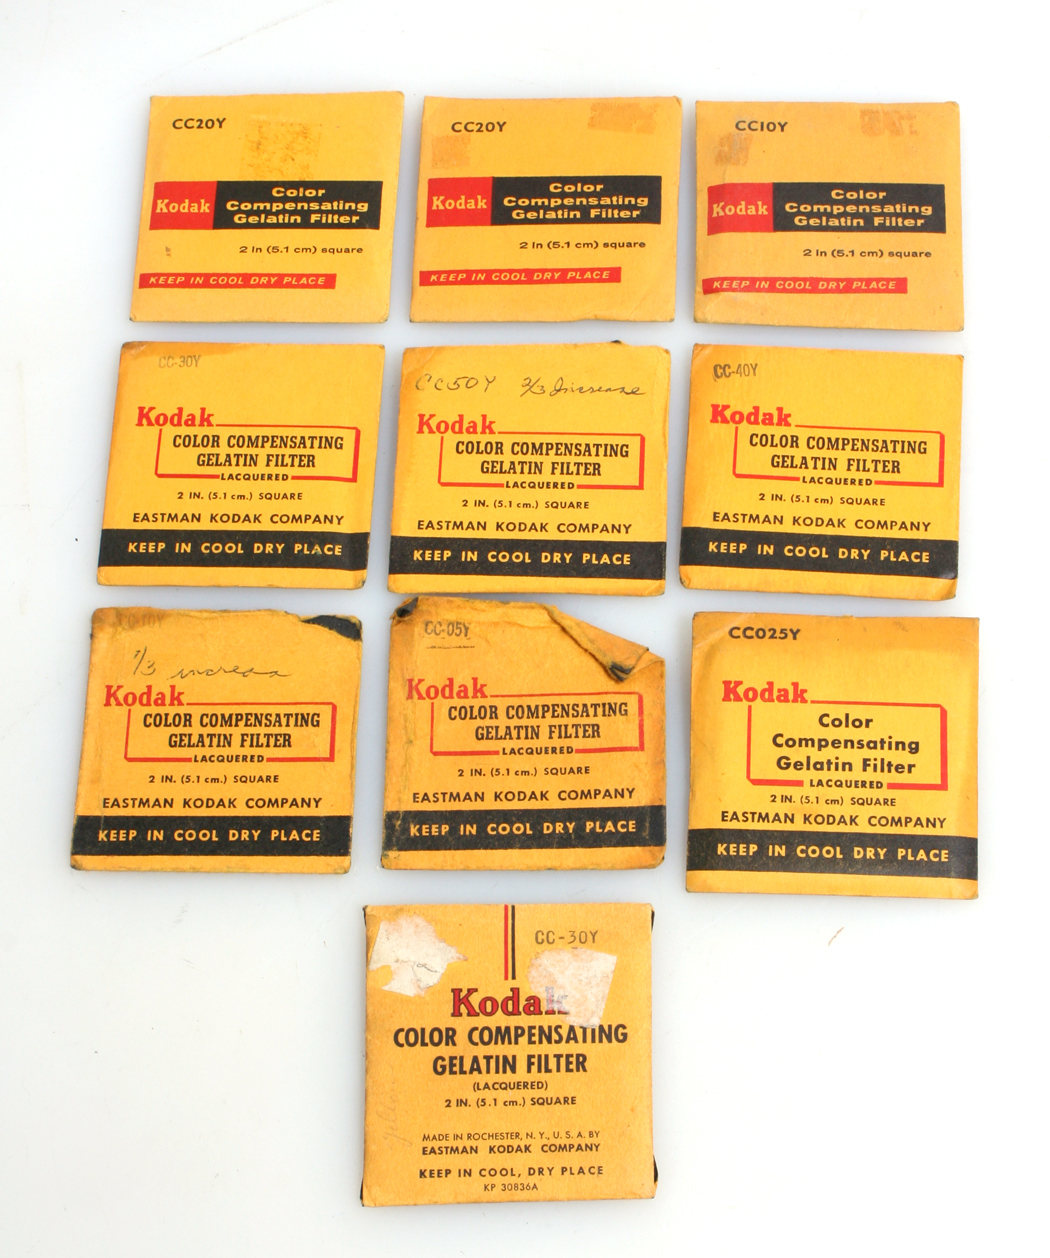 CC20Y
Kodak
Color
Compensating
Gelatin Filter
2 in (5.1 cm) square
KEEP IN COOL DRY PLACE
CC20Y
Kodak
Color
Compensating
Gelatin Filter
2 in (5.1 cm) square
KEEP IN COOL DRY PLACE
CC10Y
Kodak
Color
Compensating
Gelatin Filter
2 in (5.1 cm) square
KEEP IN COOL DRY PLACE
CC-30Y
Kodak
COLOR COMPENSATING
GELATIN FILTER
LACQUERED
2 IN. (5.1 cm.) SQUARE
EASTMAN KODAK COMPANY
KEEP IN COOL DRY PLACE
CC50Y 2/3 Increase
Kodak
COLOR COMPENSATING
GELATIN FILTER
LACQUERED
2 IN. (5.1 cm.) SQUARE
EASTMAN KODAK COMPANY
KEEP IN COOL DRY PLACE
CC-40Y
Kodak
COLOR COMPENSATING
GELATIN FILTER
LACQUERED
2 IN. (5.1 cm) SQUARE
EASTMAN KODAK COMPANY
KEEP IN COOL DRY PLACE
CC-10Y
1/3 increas
Kodak
COLOR COMPENSATING
GELATIN FILTER
LACQUERED
2 IN. (5.1 cm.) SQUARE
EASTMAN KODAK COMPANY
KEEP IN COOL DRY PLACE
CC-05Y
Kodak
COLOR COMPENSATING
GELATIN FILTER
LACQUERED
2 IN. (5.1 cm.) SQUARE
EASTMAN KODAK COMPANY
KEEP IN COOL DRY PLACE
CC025Y
Kodak
Color
Compensating
Gelatin Filter
LACQUERED
2 IN. (5.1 cm) SQUARE
EASTMAN KODAK COMPANY
KEEP IN COOL DRY PLACE
CC-30Y
Kodak
COLOR COMPENSATING
GELATIN FILTER
(LACQUERED)
2 IN. (5.1 cm.) SQUARE
MADE IN ROCHESTER, N. Y., U. S. A. BY
EASTMAN KODAK COMPANY
KEEP IN COOL, DRY PLACE
KP 30836A